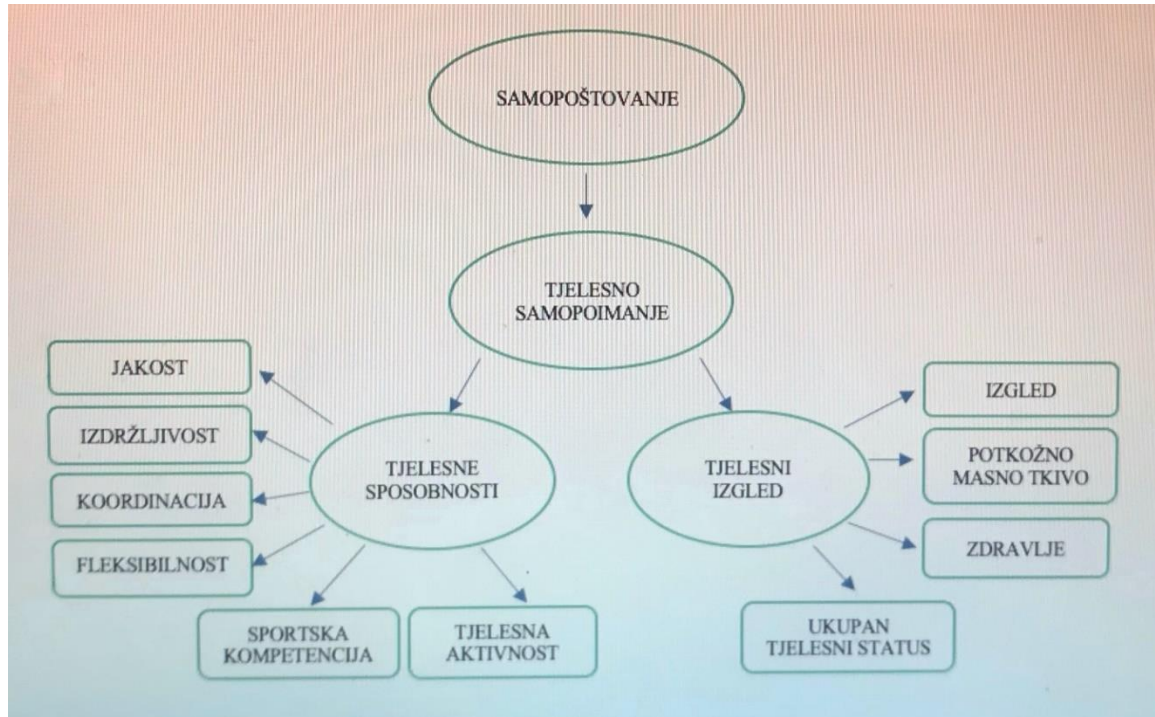 SAMOPOŠTOVANJE
TJELESNO
SAMOPOIMANJE
JAKOST
IZDRŽLJIVOST
KOORDINACIJA
FLEKSIBILNOST
TJELESNE
SPOSOBNOSTI
SPORTSKA
KOMPETENCIJA
TJELESNA
AKTIVNOST
TJELESNI
IZGLED
IZGLED
POTKOŽNO
MASNO TKIVO
ZDRAVLJE
UKUPAN
TJELESNI STATUS